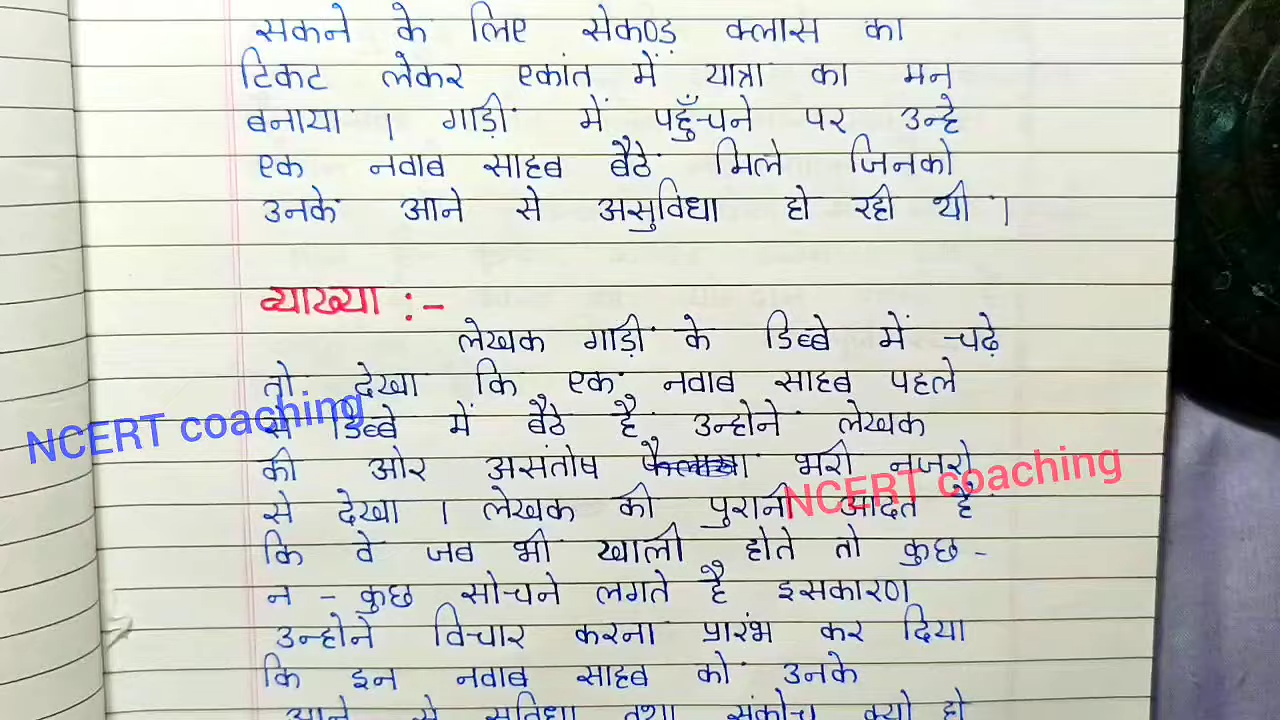 सकने के लिए सेकण्ड क्लास का
टिकट लेकर एकांत में यात्रा का मन
बनाया । गाड़ी में पहुँचने पर उन्हे
एक नवाब साहब बैठे मिले जिनको
उनके आने से असुविधा हो रही थी ।
व्याख्या :-
लेखक गाड़ी के डिब्बे में चढ़े
तो देखा कि एक नवाब साहब पहले
से डिब्बे में बैठे है उन्होने लेखक
NCERT coaching
की ओर असंतोष भरी नजरो
NCERT coaching
से देखा । लेखक की पुरानी आदत है
कि वे जब भी खाली होते तो कुछ -
न - कुछ सोचने लगते है इसकारण
उन्होने विचार करना प्रारंभ कर दिया
कि इन नवाब साहब को उनके
आने से तथा संकोच क्यो हो